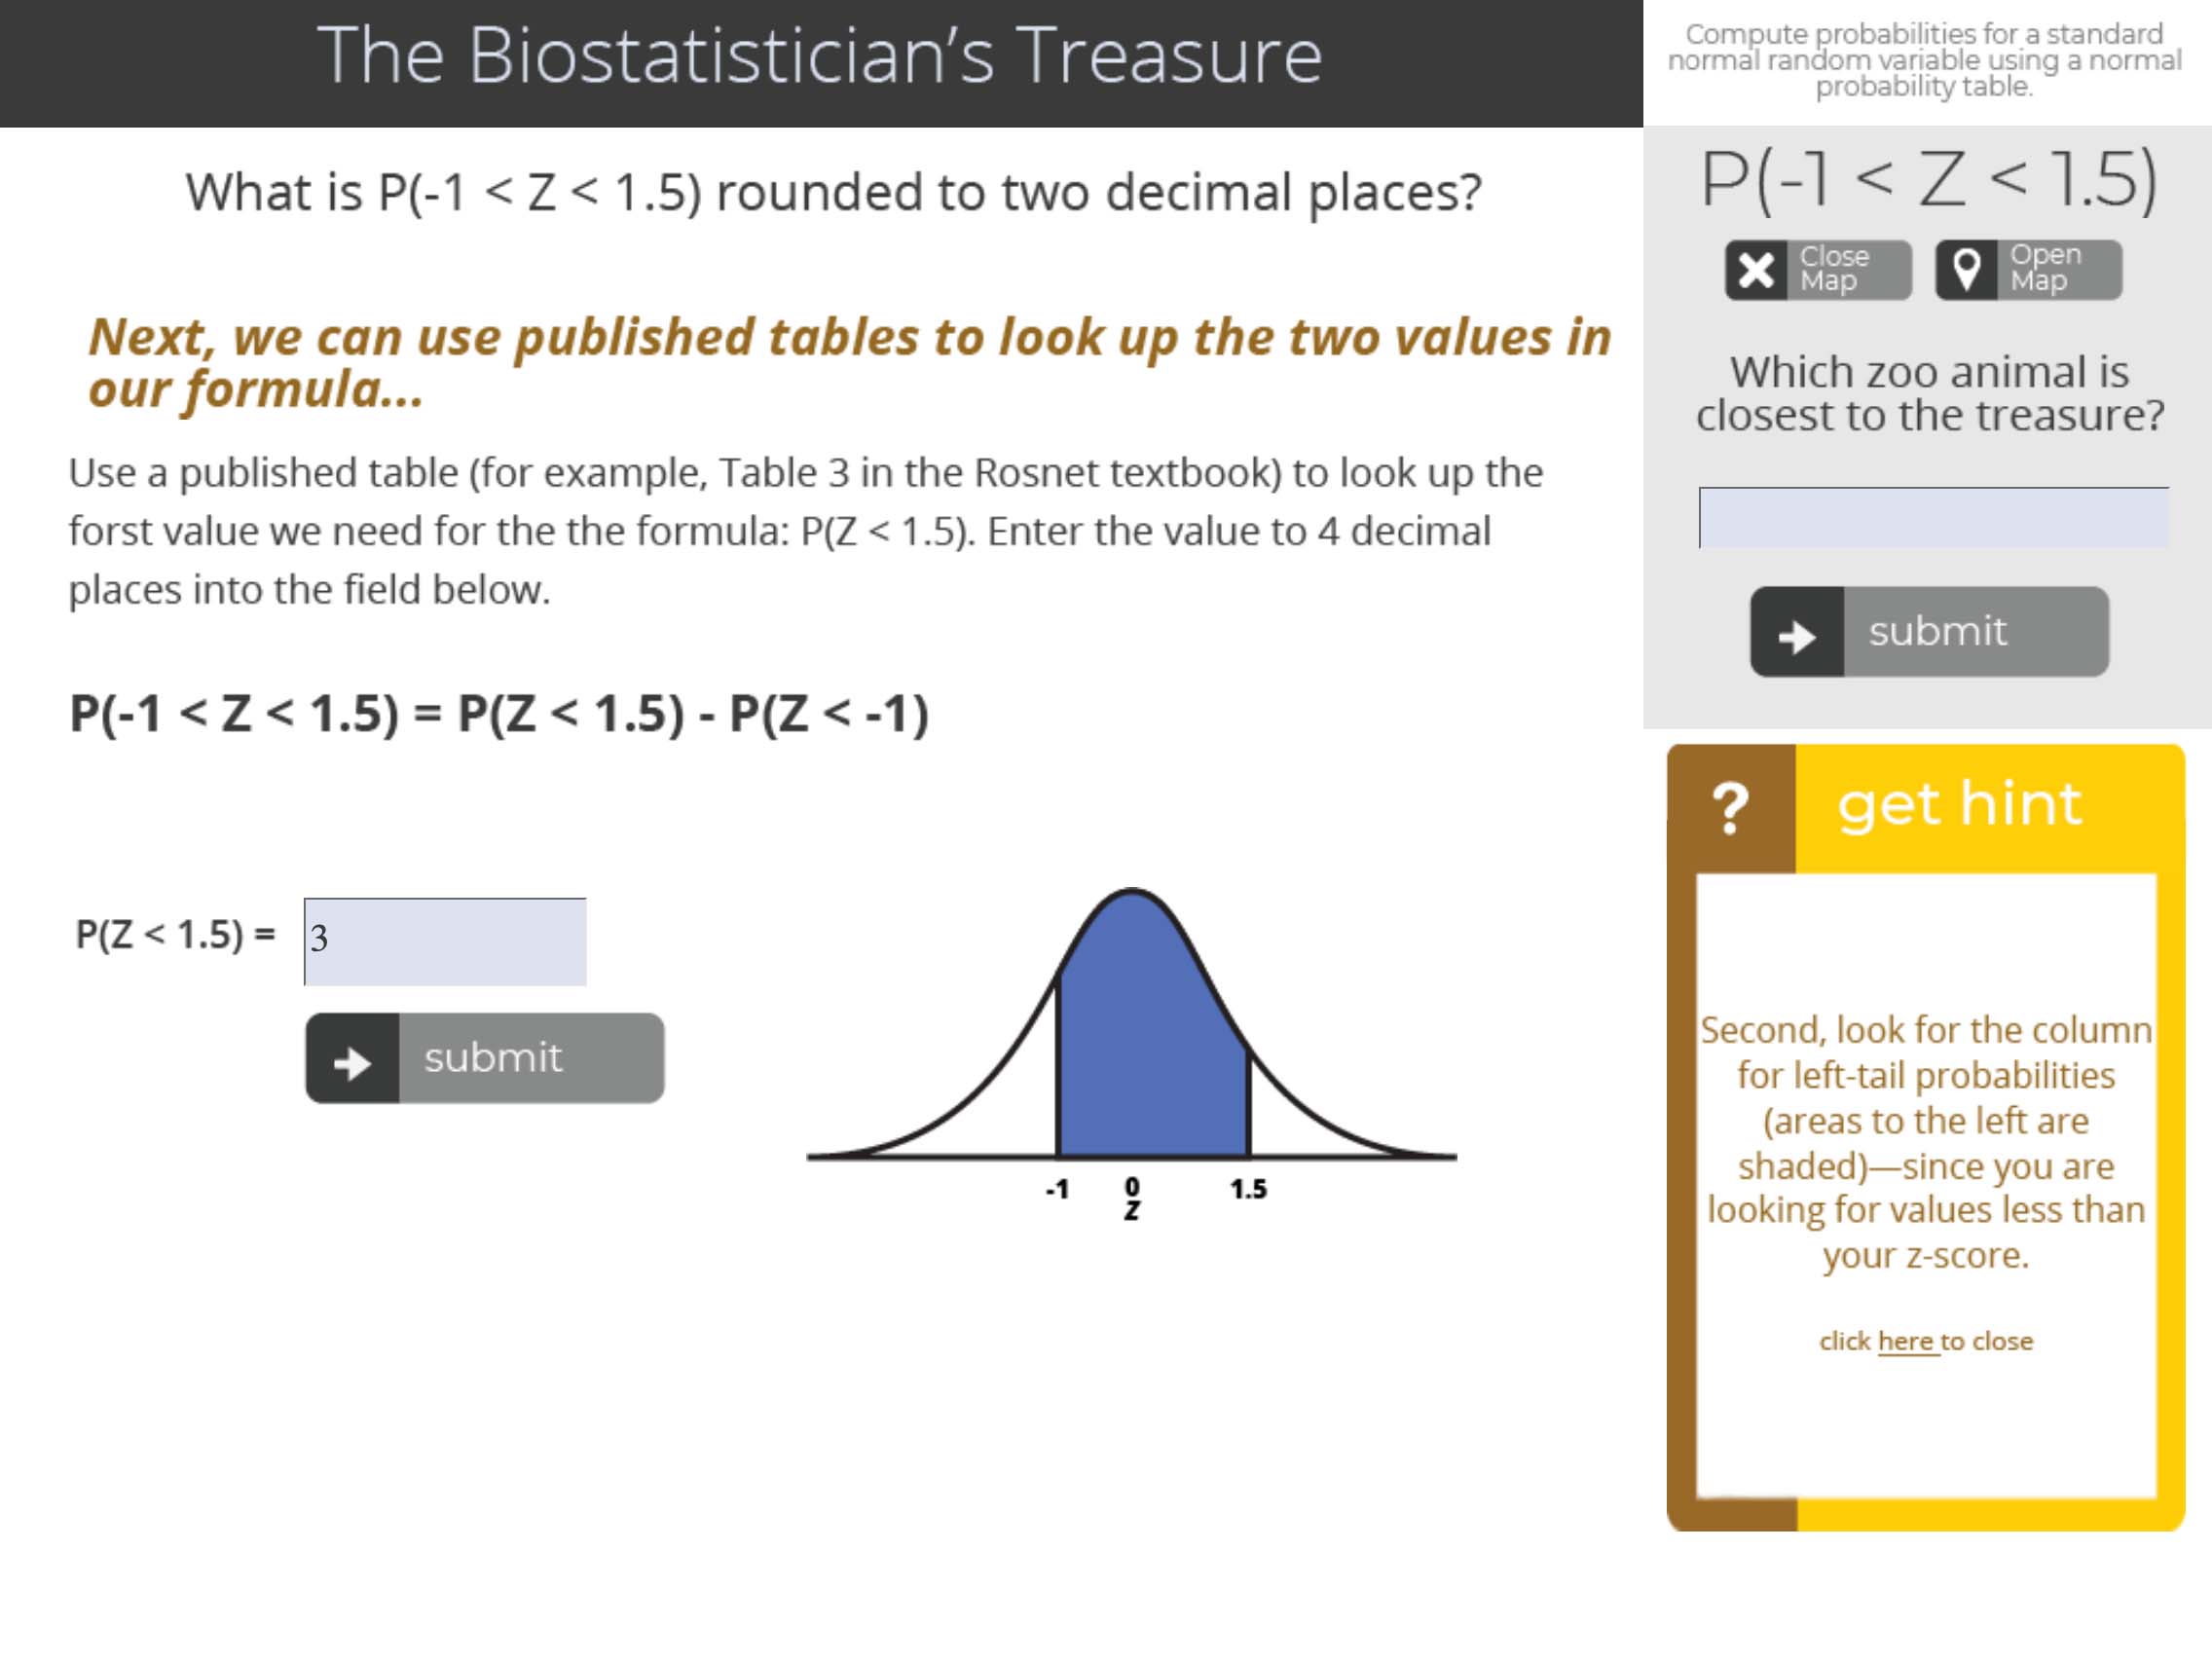 The Biostatistician's Treasure
What is P(-1 < Z < 1.5) rounded to two decimal places?
Next, we can use published tables to look up the two values in
our formula...
Use a published table (for example, Table 3 in the Rosnet textbook) to look up the
forst value we need for the the formula: P(Z < 1.5). Enter the value to 4 decimal
places into the field below.
P(-1 < Z < 1.5) = P(Z < 1.5) - P(Z < -1)
P(Z < 1.5) = 3
submit
-1 0 1.5
Z
Compute probabilities for a standard
normal random variable using a normal
probability table.
P(-1 < Z < 1.5)
Close
Map
Open
Map
Which zoo animal is
closest to the treasure?
submit
? get hint
Second, look for the column
for left-tail probabilities
(areas to the left are
shaded)—since you are
looking for values less than
your z-score.
click here to close